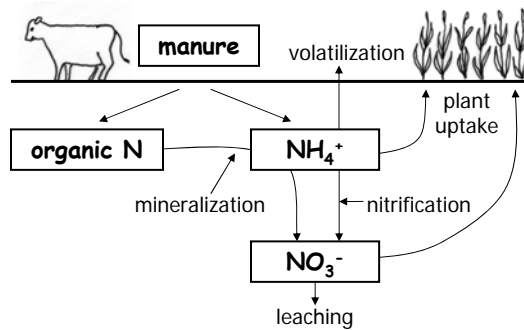 manure
volatilization
plant
uptake
organic N
NH₄⁺
mineralization
nitrification
NO₃⁻
leaching